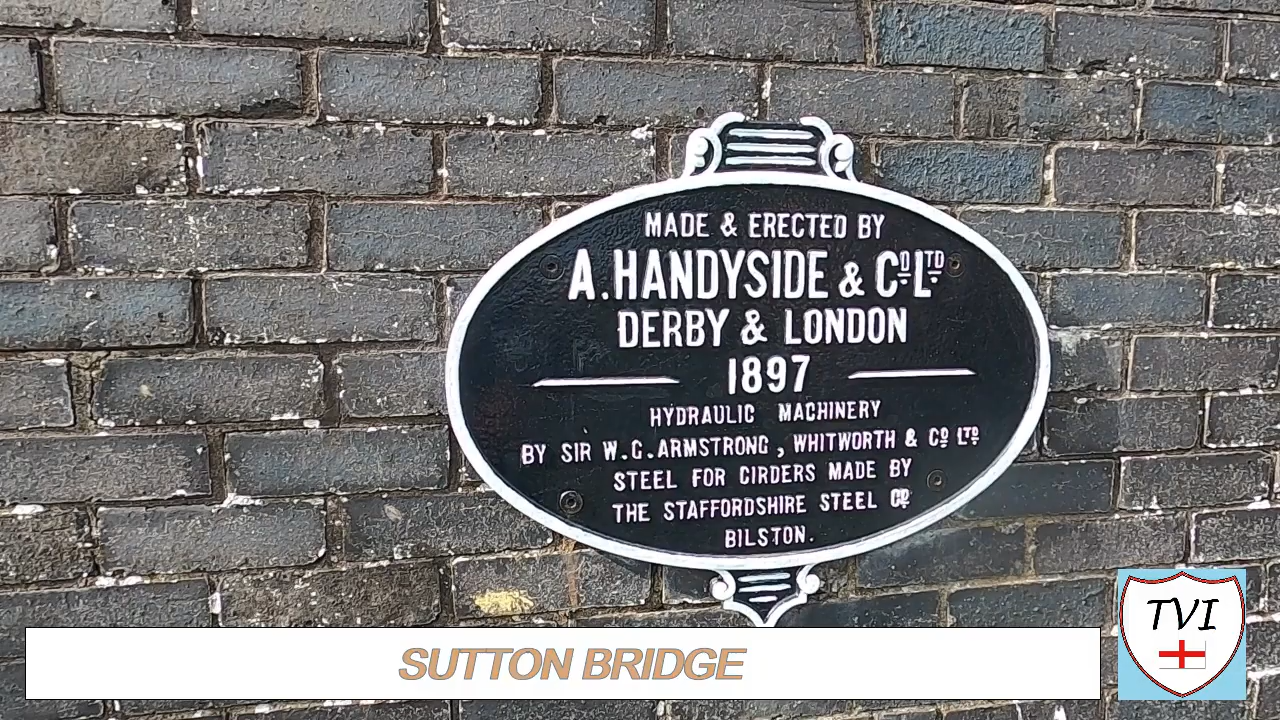 MADE & ERECTED BY
A. HANDYSIDE & CO LTD
DERBY & LONDON
1897
HYDRAULIC MACHINERY
BY SIR W.G. ARMSTRONG, WHITWORTH & CO LTD
STEEL FOR GIRDERS MADE BY
THE STAFFORDSHIRE STEEL CO
BILSTON.
SUTTON BRIDGE
TVI